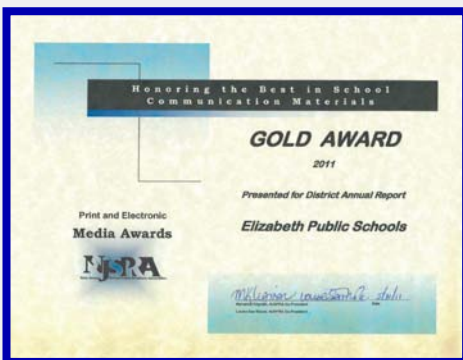 Honoring the Best in School
Communication Materials
GOLD AWARD
2011
Presented for District Annual Report
Print and Electronic
Media Awards
Elizabeth Public Schools
NJSPRA